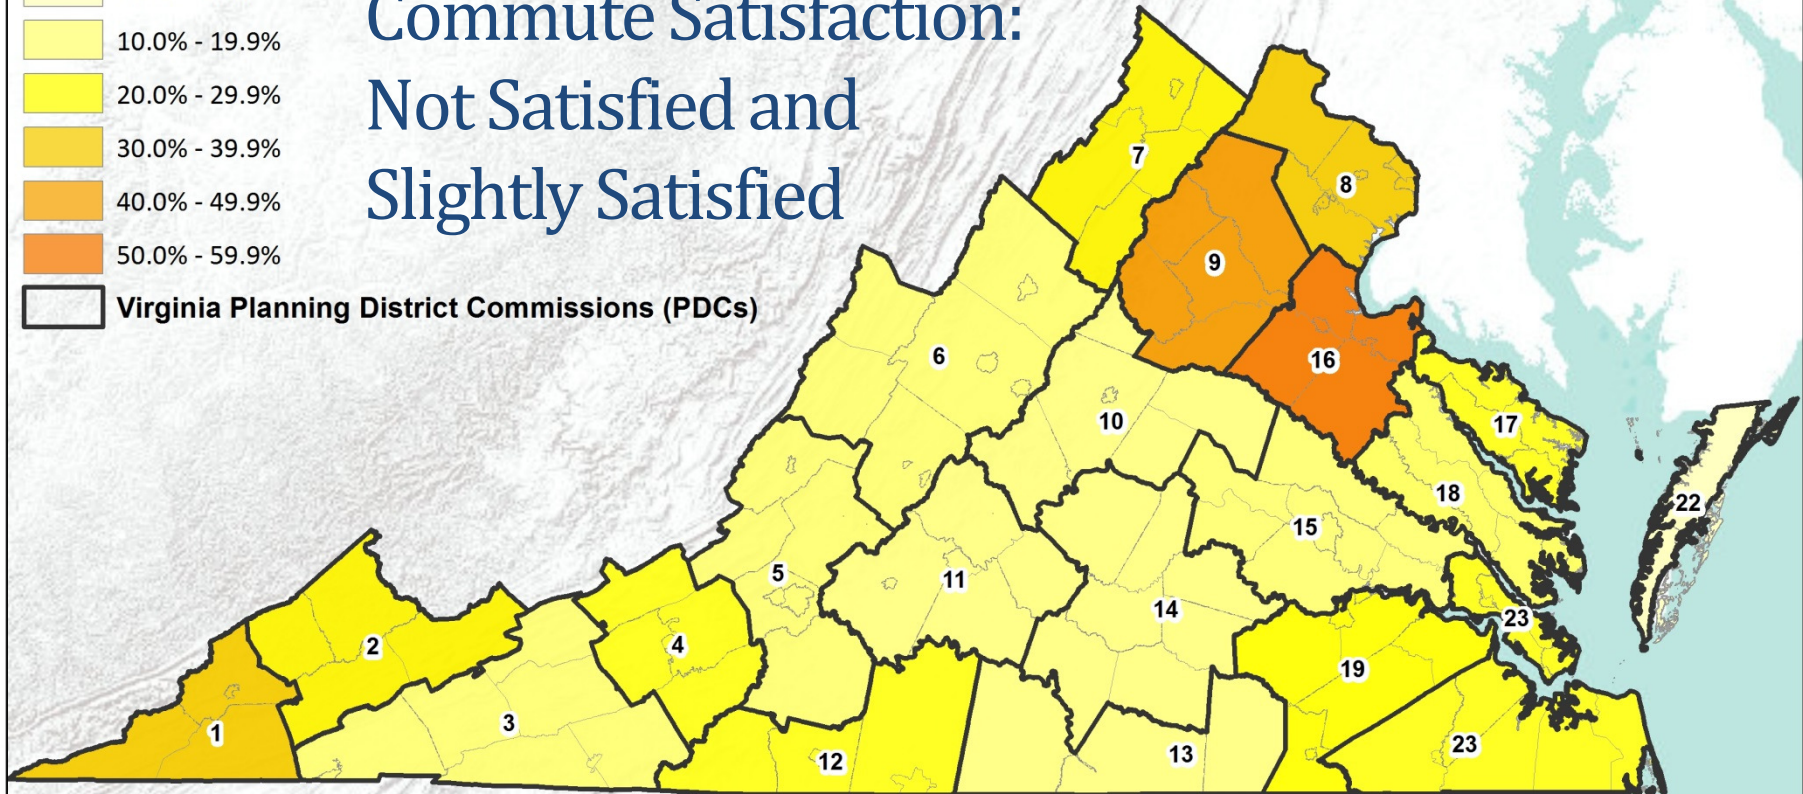 Commute Satisfaction:
Not Satisfied and
Slightly Satisfied
10.0% - 19.9%
20.0% - 29.9%
30.0% - 39.9%
40.0% - 49.9%
50.0% - 59.9%
Virginia Planning District Commissions (PDCs)
7
8
9
6
16
10
17
18
22
15
5
11
14
23
2
4
19
3
1
12
13
23